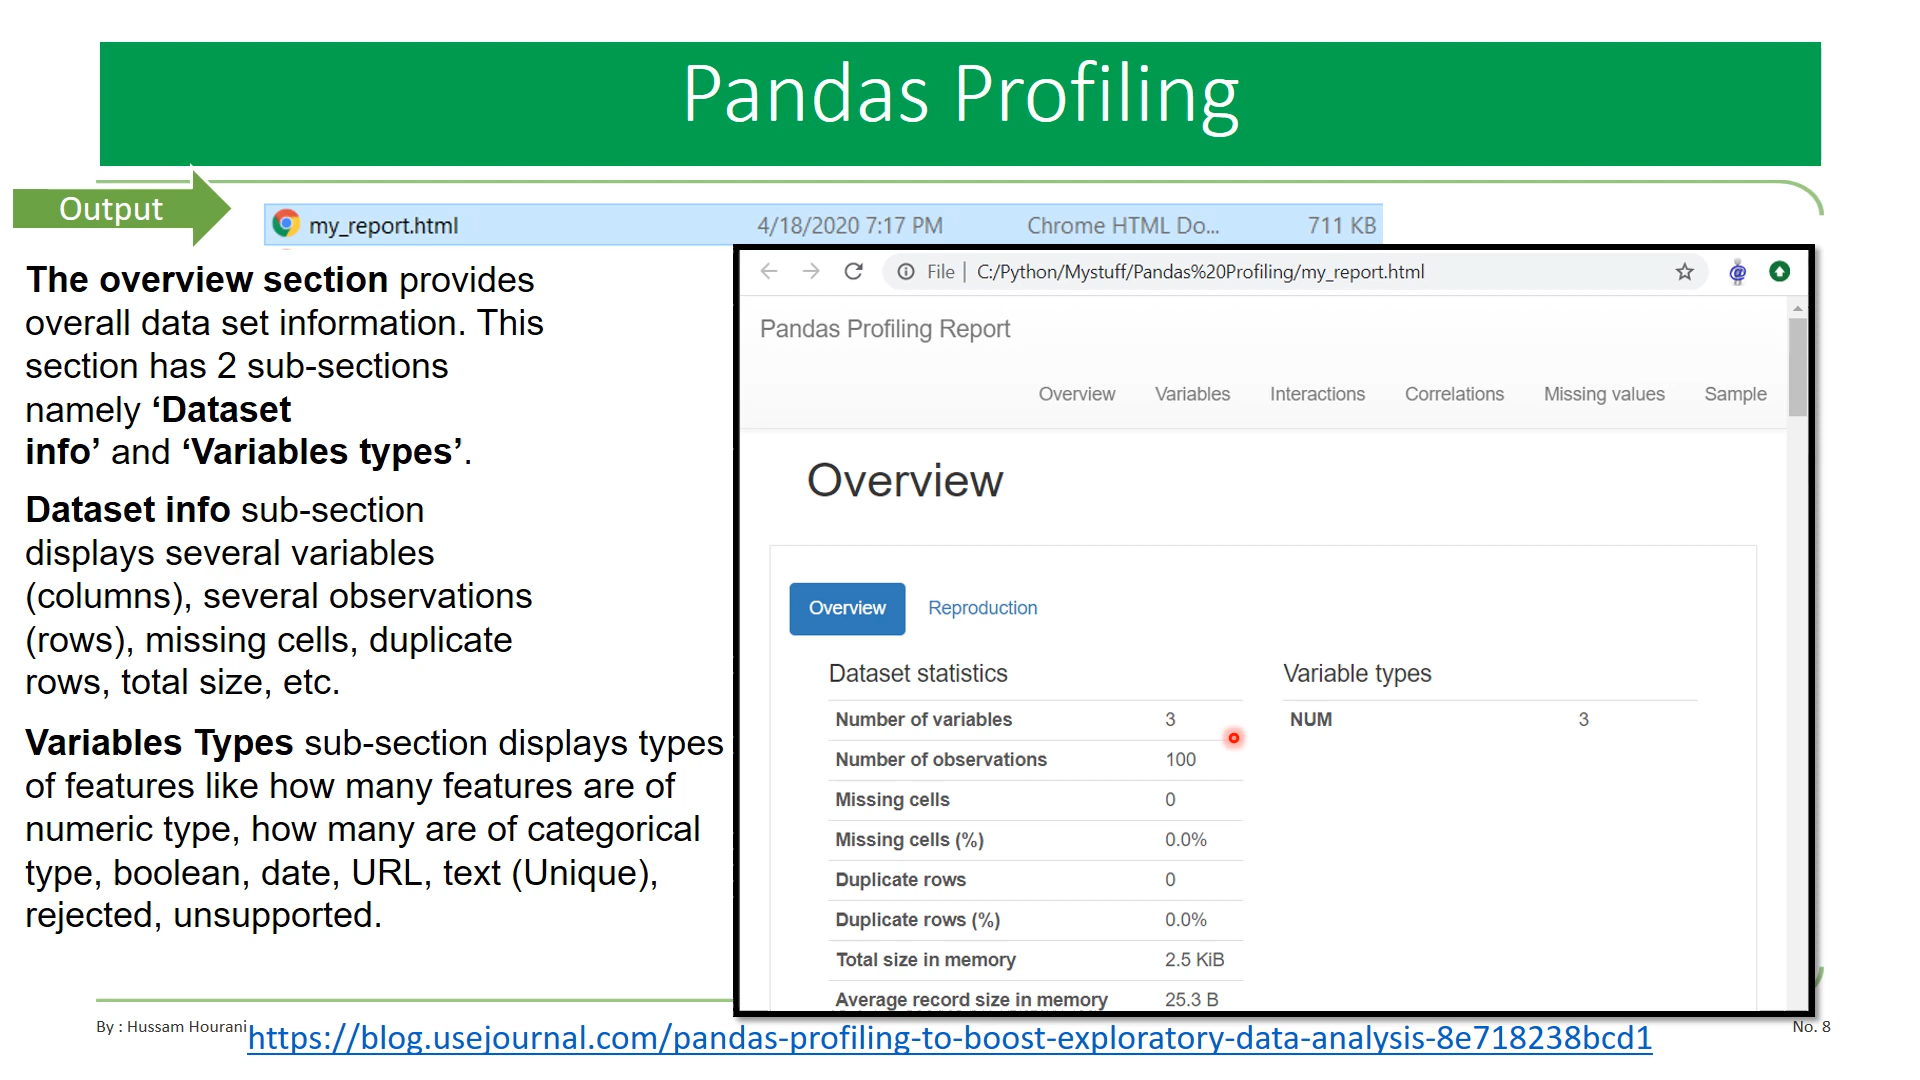 Pandas Profiling
Output
my_report.html 4/18/2020 7:17 PM Chrome HTML Do... 711 KB
The overview section provides
overall data set information. This
section has 2 sub-sections
namely ‘Dataset
info’ and ‘Variables types’.
Dataset info sub-section
displays several variables
(columns), several observations
(rows), missing cells, duplicate
rows, total size, etc.
Variables Types sub-section displays types
of features like how many features are of
numeric type, how many are of categorical
type, boolean, date, URL, text (Unique),
rejected, unsupported.
File | C:/Python/Mystuff/Pandas%20Profiling/my_report.html
Pandas Profiling Report
Overview Variables Interactions Correlations Missing values Sample
Overview
Overview Reproduction
Dataset statistics
Number of variables 3
Number of observations 100
Missing cells 0
Missing cells (%) 0.0%
Duplicate rows 0
Duplicate rows (%) 0.0%
Total size in memory 2.5 KiB
Average record size in memory 25.3 B
Variable types
NUM 3
By : Hussam Hourani
https://blog.usejournal.com/pandas-profiling-to-boost-exploratory-data-analysis-8e718238bcd1
No. 8